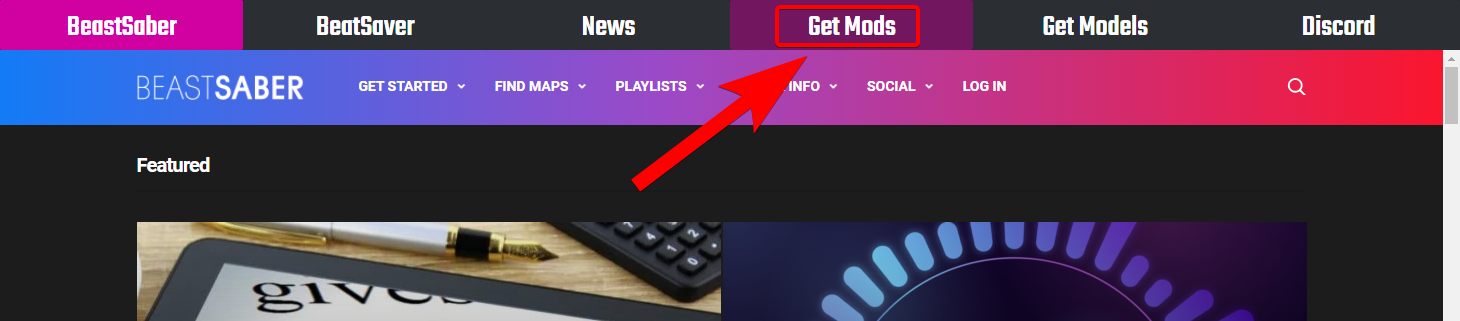 BeastSaber BeatSaver News Get Mods Get Models Discord
BEASTSABER GET STARTED FIND MAPS PLAYLISTS INFO SOCIAL LOG IN
Featured
gives
0